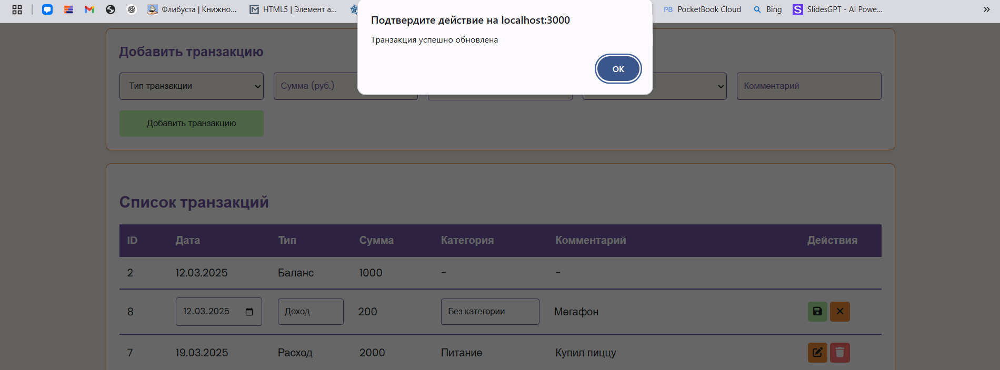 Флибуста | Книжно...
HTML5 | Элемент a...
PB PocketBook Cloud
Bing
S SlidesGPT - AI Powe...
Подтвердите действие на localhost:3000
Транзакция успешно обновлена
OK
Добавить транзакцию
Тип транзакции
Сумма (руб.)
Комментарий
Добавить транзакцию
Список транзакций
ID Дата Тип Сумма Категория Комментарий Действия
2 12.03.2025 Баланс 1000 - -
8 12.03.2025 Доход 200 Без категории Мегафон
7 19.03.2025 Расход 2000 Питание Купил пиццу